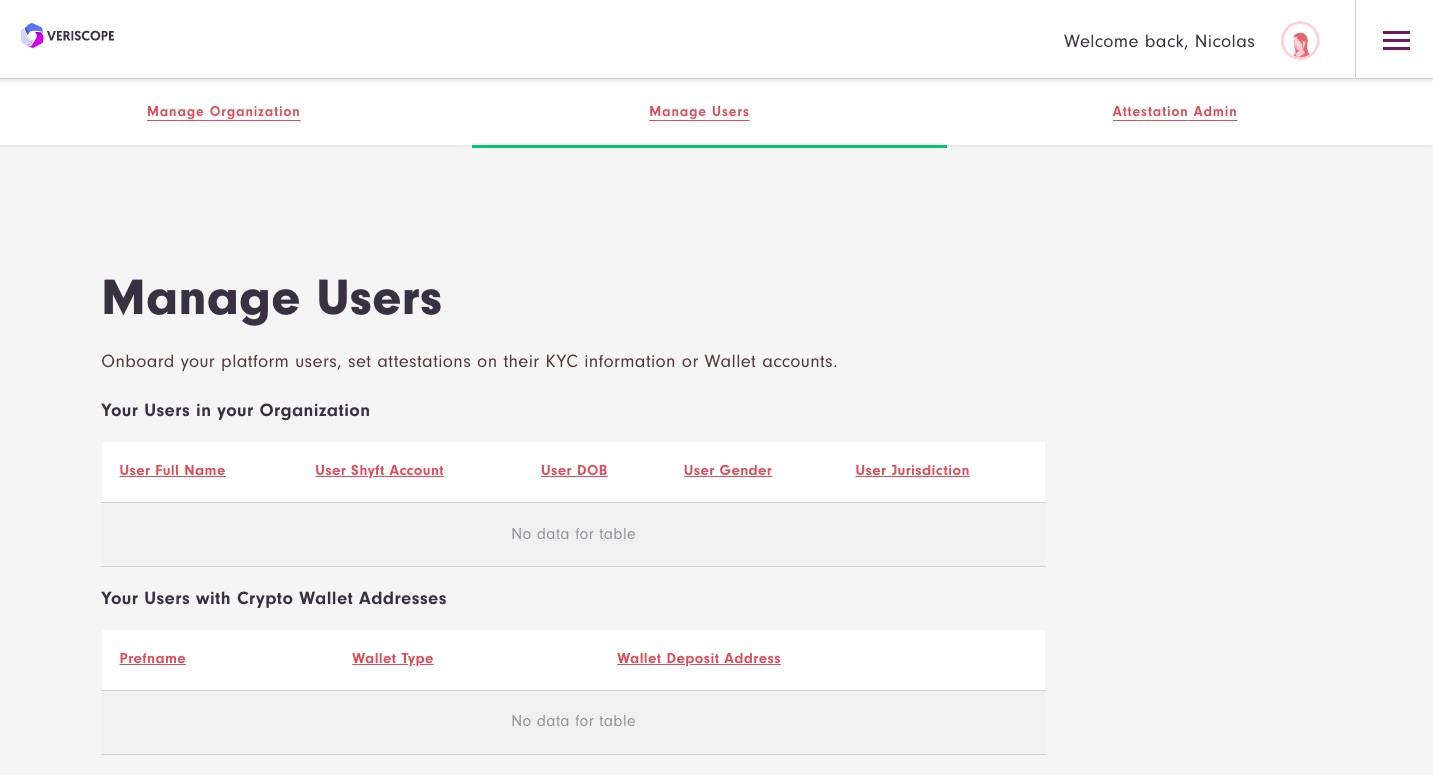 VERISCOPE
Welcome back, Nicolas
Manage Organization
Manage Users
Attestation Admin
Manage Users
Onboard your platform users, set attestations on their KYC information or Wallet accounts.
Your Users in your Organization
User Full Name
User Shyft Account
User DOB
User Gender
User Jurisdiction
No data for table
Your Users with Crypto Wallet Addresses
Prefname
Wallet Type
Wallet Deposit Address
No data for table